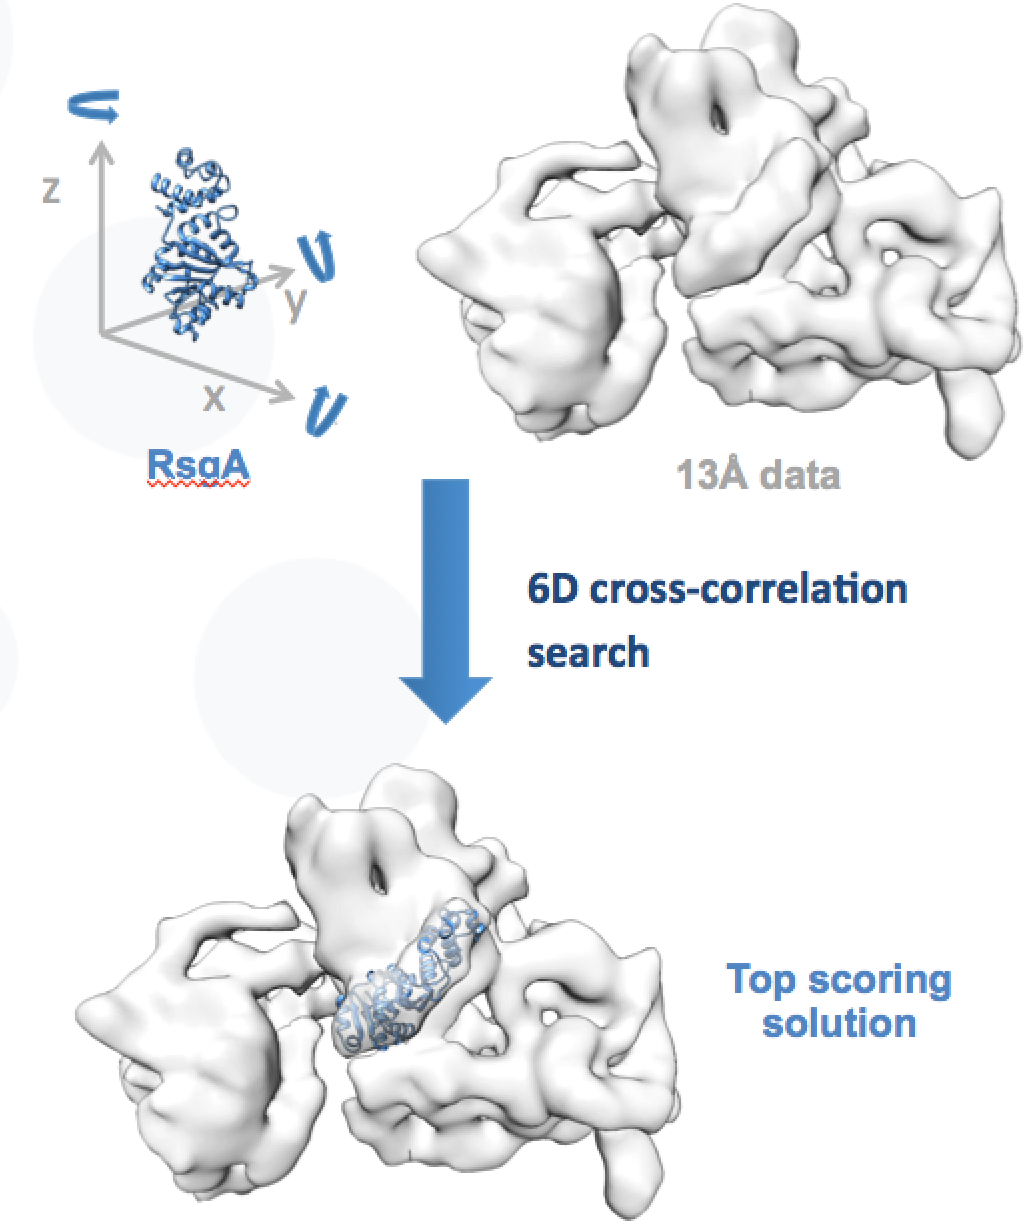 z
y
x
RsgA
13Å data
6D cross-correlation
search
Top scoring
solution